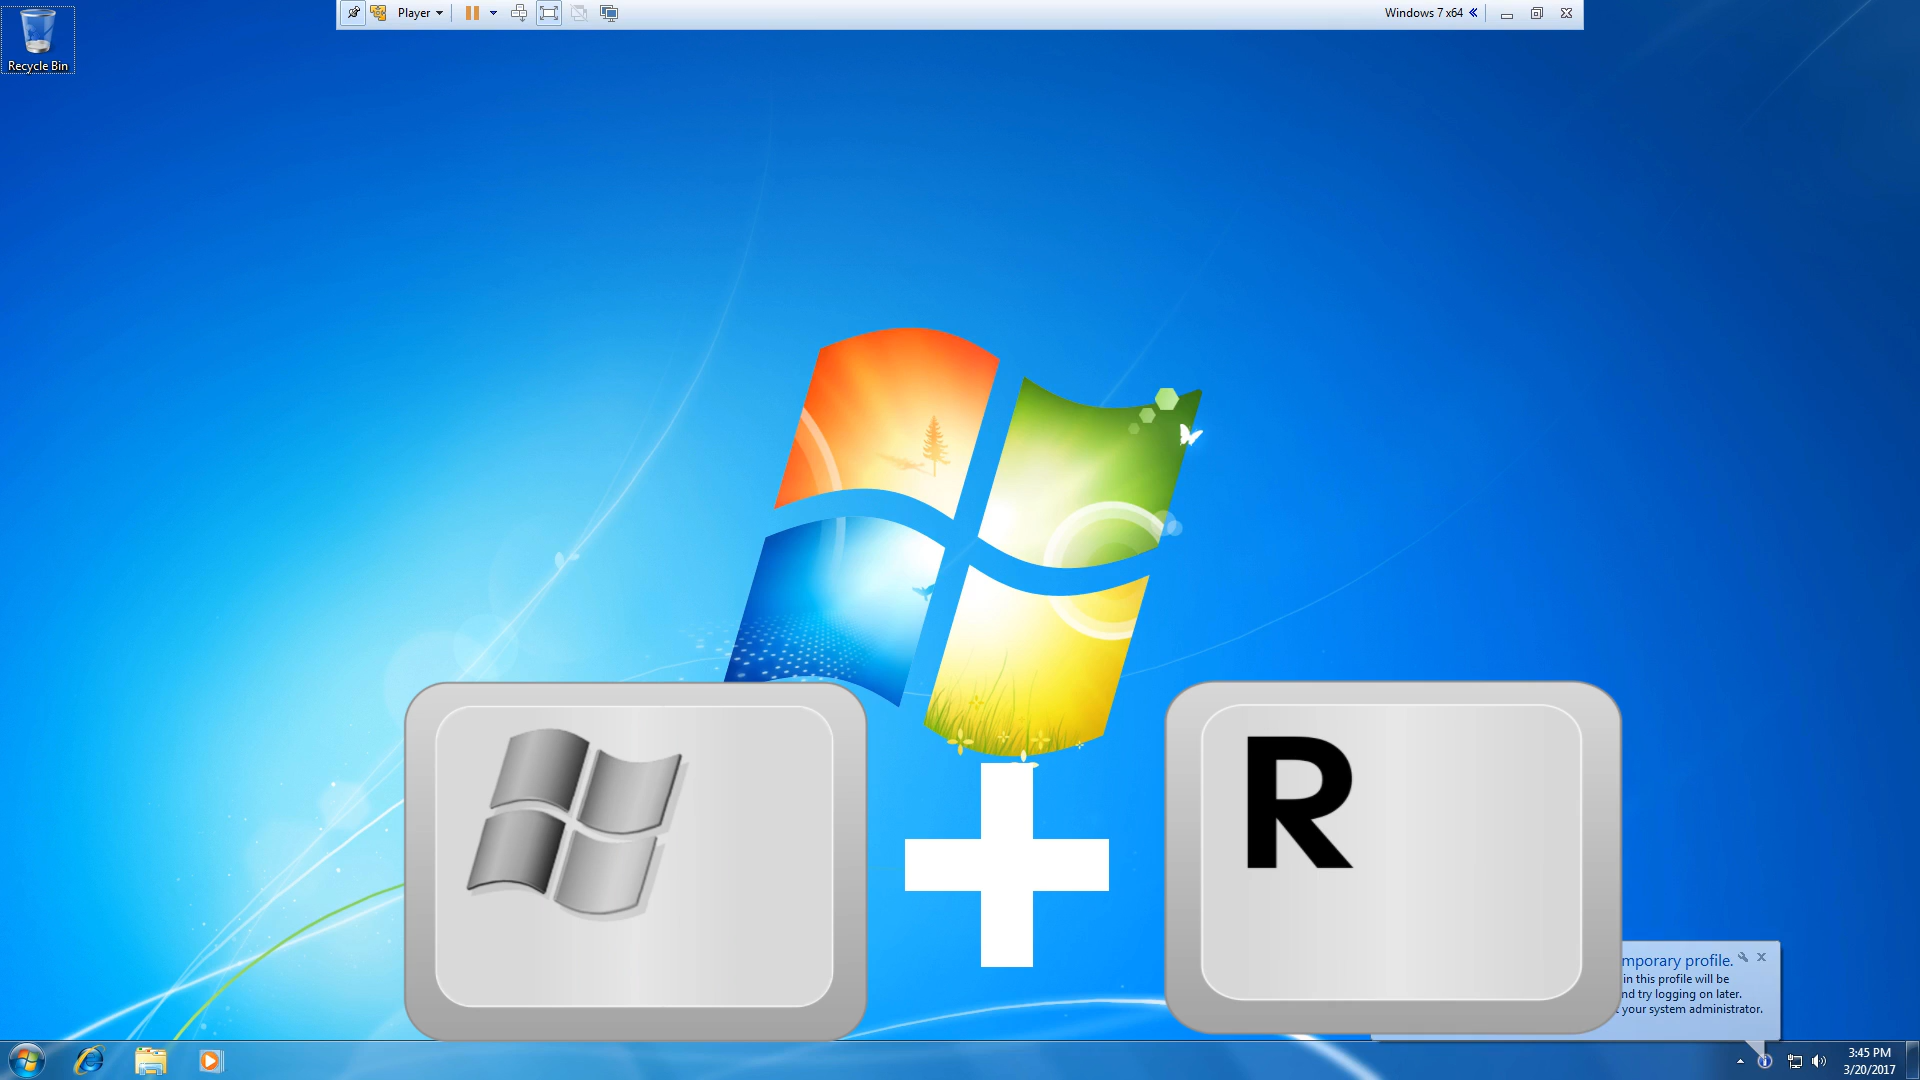 Player
Windows 7 x64
Recycle Bin
R
mporary profile.
in this profile will be
nd try logging on later.
your system administrator.
3:45 PM
3/20/2017